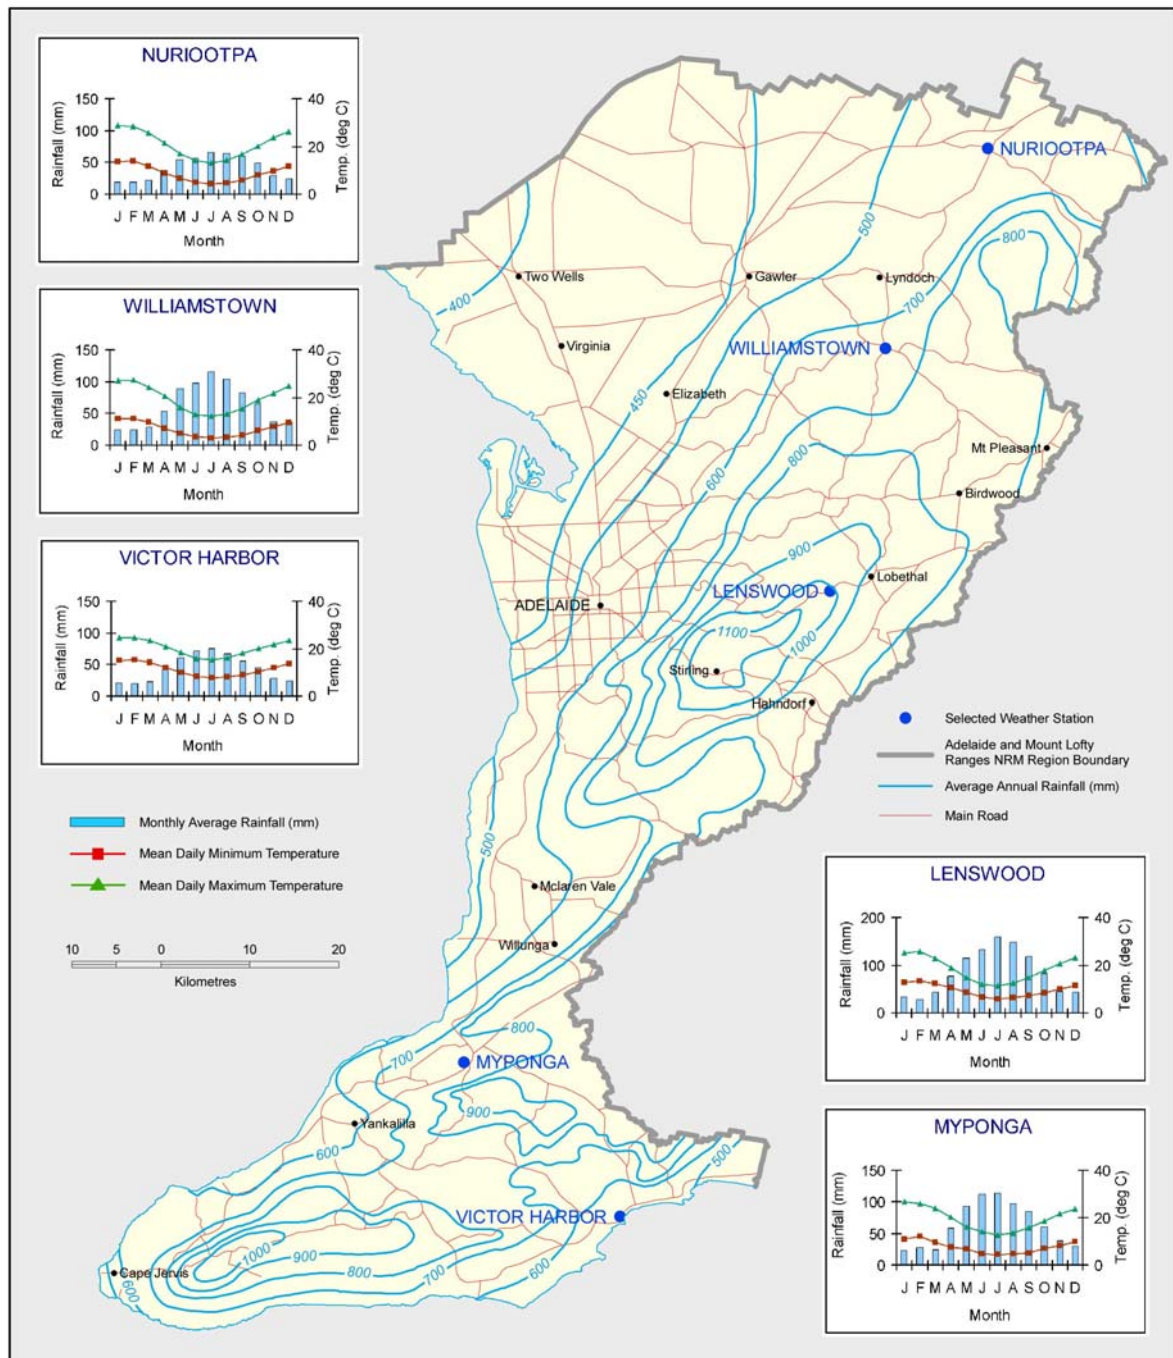 NURIOOTPA
150
100
50
0
Rainfall (mm)
40
20
0
Temp. (deg C)
J F M A M J J A S O N D
Month
WILLIAMSTOWN
150
100
50
0
Rainfall (mm)
40
20
0
Temp. (deg C)
J F M A M J J A S O N D
Month
VICTOR HARBOR
150
100
50
0
Rainfall (mm)
40
20
0
Temp. (deg C)
J F M A M J J A S O N D
Month
Monthly Average Rainfall (mm)
Mean Daily Minimum Temperature
Mean Daily Maximum Temperature
10 5 0 10 20
Kilometres
NURIOOTPA
500
800
Two Wells
Gawler
Lyndoch
400
700
Virginia
WILLIAMSTOWN
Elizabeth
450
Mt Pleasant
800
600
Birdwood
900
Lobethal
LENSWOOD
ADELAIDE
1100
1000
Stirling
Hahndorf
500
Mclaren Vale
Willunga
800
700
MYPONGA
900
Yankalilla
600
500
VICTOR HARBOR
1000
900
800
700
600
Cape Jervis
600
Selected Weather Station
Adelaide and Mount Lofty
Ranges NRM Region Boundary
Average Annual Rainfall (mm)
Main Road
LENSWOOD
200
100
0
Rainfall (mm)
40
20
0
Temp. (deg C)
J F M A M J J A S O N D
Month
MYPONGA
150
100
50
0
Rainfall (mm)
40
20
0
Temp. (deg C)
J F M A M J J A S O N D
Month